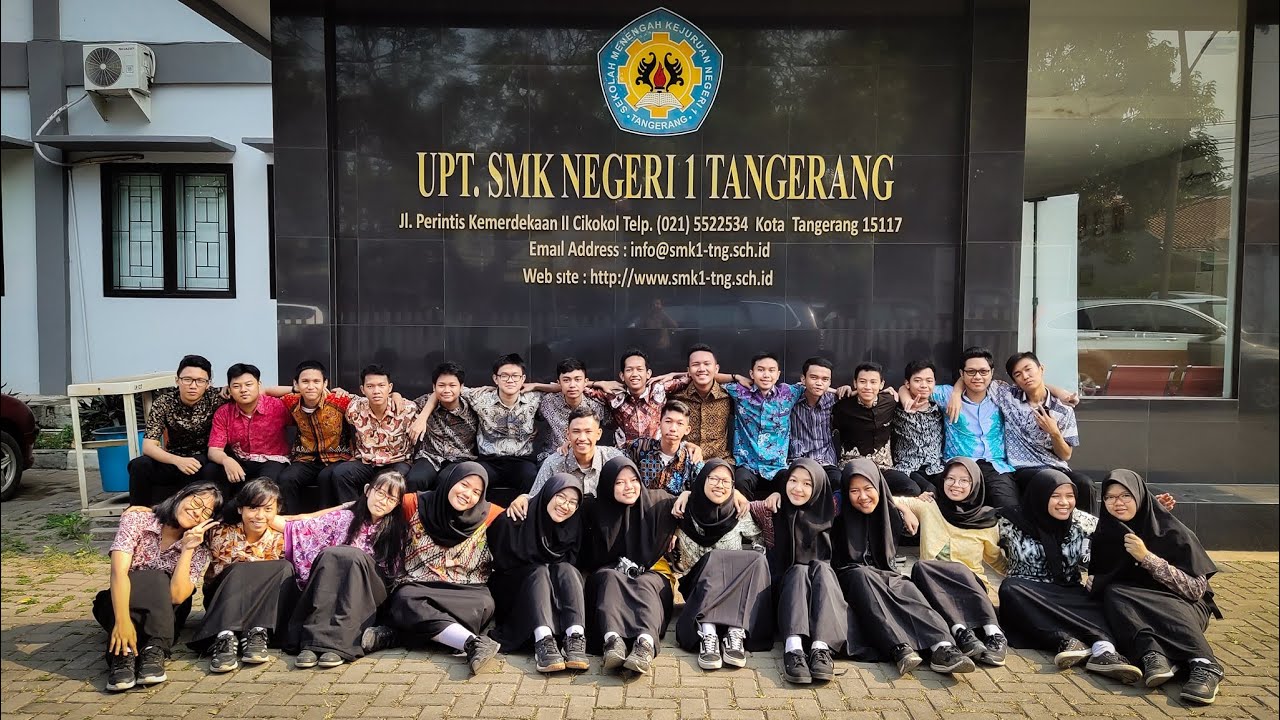 SEKOLAH MENENGAH KEJURUAN NEGERI 1
TANGERANG
UPT. SMK NEGERI 1 TANGERANG
Jl. Perintis Kemerdekaan II Cikokol Telp. (021) 5522534 Kota Tangerang 15117
Email Address : info@smk1-tng.sch.id
Web site : http://www.smk1-tng.sch.id